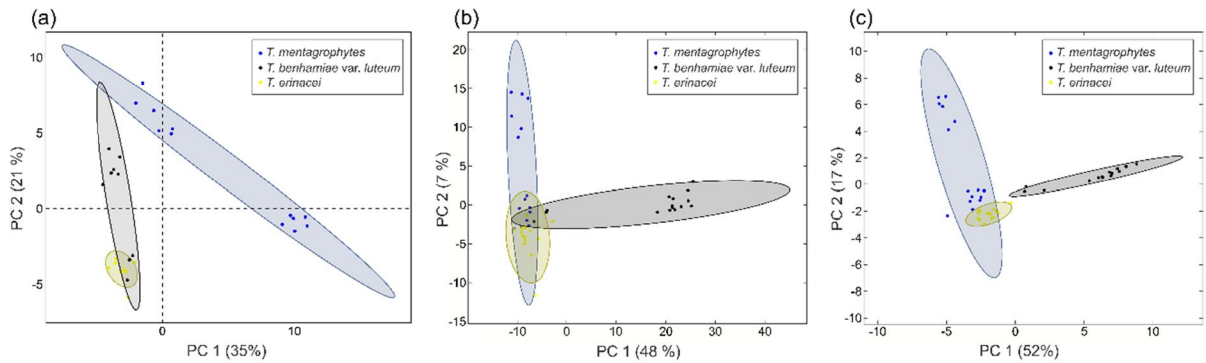 (a)
T. mentagrophytes
T. benhamiae var. luteum
T. erinacei
10
5
0
-5
0
10
PC 2 (21 %)
PC 1 (35%)
(b)
T. mentagrophytes
T. benhamiae var. luteum
T. erinacei
20
15
10
5
0
-5
-10
-15
-10
0
10
20
30
40
50
PC 2 (7 %)
PC 1 (48 %)
(c)
T. mentagrophytes
T. benhamiae var. luteum
T. erinacei
10
8
6
4
2
0
-2
-4
-6
-8
-10
-10
-5
0
5
10
PC 2 (17 %)
PC 1 (52%)